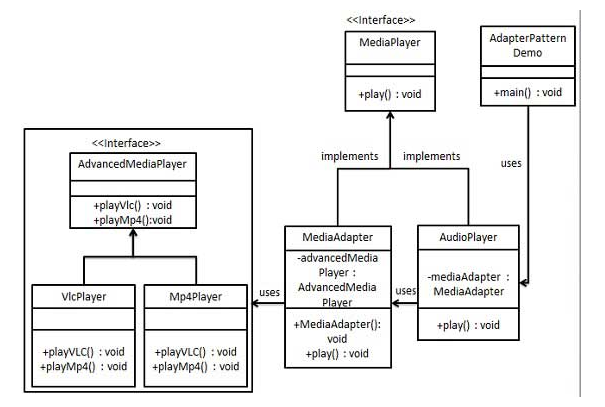 <<Interface>>
MediaPlayer
+play() : void
AdapterPattern
Demo
+main() : void
implements
implements
uses
<<Interface>>
AdvancedMediaPlayer
+playVlc() : void
+playMp4():void
VlcPlayer
+playVLC() : void
+playMp4() : void
Mp4Player
+playVLC() : void
+playMp4() : void
uses
MediaAdapter
-advancedMedia
Player :
AdvancedMedia
Player
+MediaAdapter():
void
+play() : void
uses
AudioPlayer
-mediaAdapter :
MediaAdapter
+play() : void